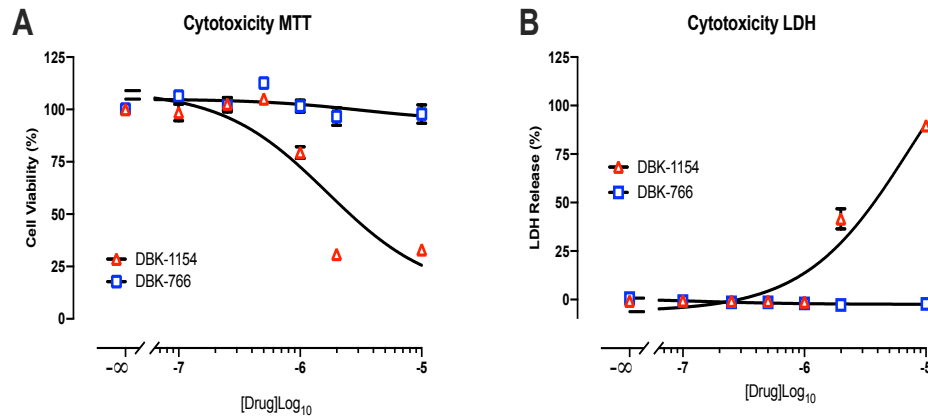 A
Cytotoxicity MTT
125
100
75
50
25
0
Cell Viability (%)
DBK-1154
DBK-766
-∞
-7
-6
-5
[Drug]Log10
B
Cytotoxicity LDH
125
100
75
50
25
0
LDH Release (%)
DBK-1154
DBK-766
-∞
-7
-6
-5
[Drug]Log10